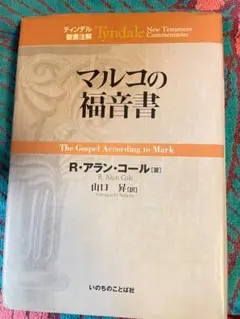 ティンデル
聖書注解
Tyndale
New Testament
Commentaries
マルコの
福音書
The Gospel According to Mark
R・アラン・コール[著]
R. Alan Cole
山口 昇[訳]
Yamaguchi Noboru
いのちのことば社